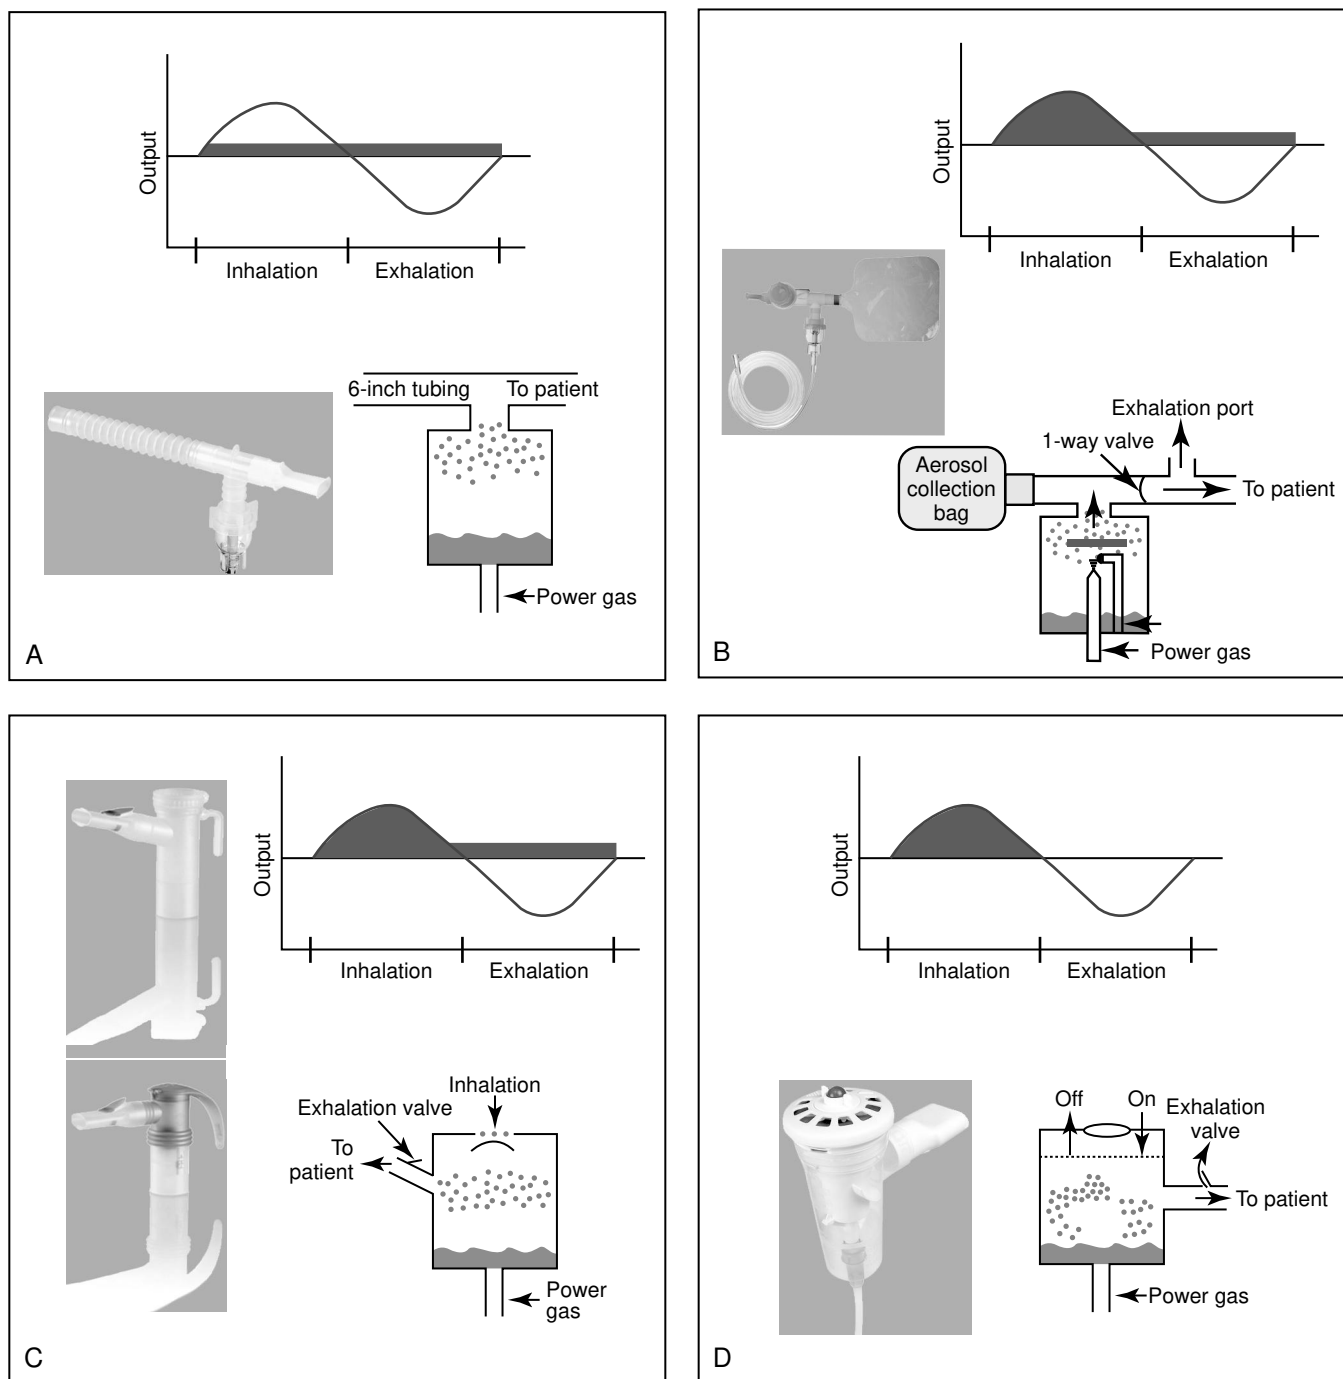 Output
Inhalation
Exhalation
6-inch tubing
To patient
Power gas
A
Output
Inhalation
Exhalation
Exhalation port
1-way valve
Aerosol
collection
bag
To patient
Power gas
B
Output
Inhalation
Exhalation
Inhalation
Exhalation valve
To
patient
Power
gas
C
Output
Inhalation
Exhalation
Off
On
Exhalation
valve
To patient
Power gas
D